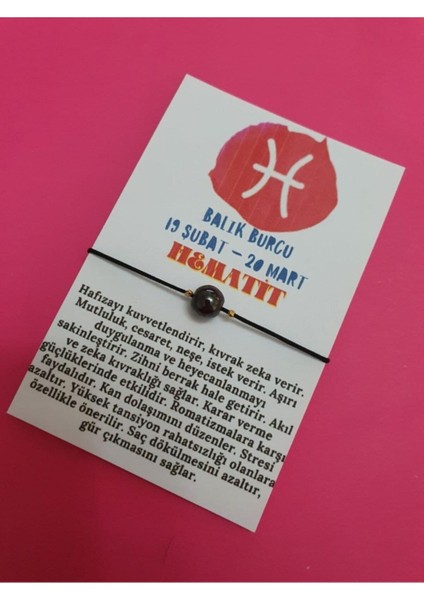 BALIK BURCU
19 ŞUBAT – 20 MART
HEMATİT
Hafızayı kuvvetlendirir, kıvrak zeka verir.
Mutluluk, cesaret, neşe, istek verir. Aşırı
duygulanma ve heyecanlanmayı
sakinleştirir. Zihni berrak hale getirir. Akıl
ve zeka kıvraklığı sağlar. Karar verme
güçlüklerinde etkilidir. Romatizmalara karşı
faydalıdır. Kan dolaşımını düzenler. Stresi
azaltır. Yüksek tansiyon rahatsızlığı olanlara
özellikle önerilir. Saç dökülmesini azaltır,
gür çıkmasını sağlar.